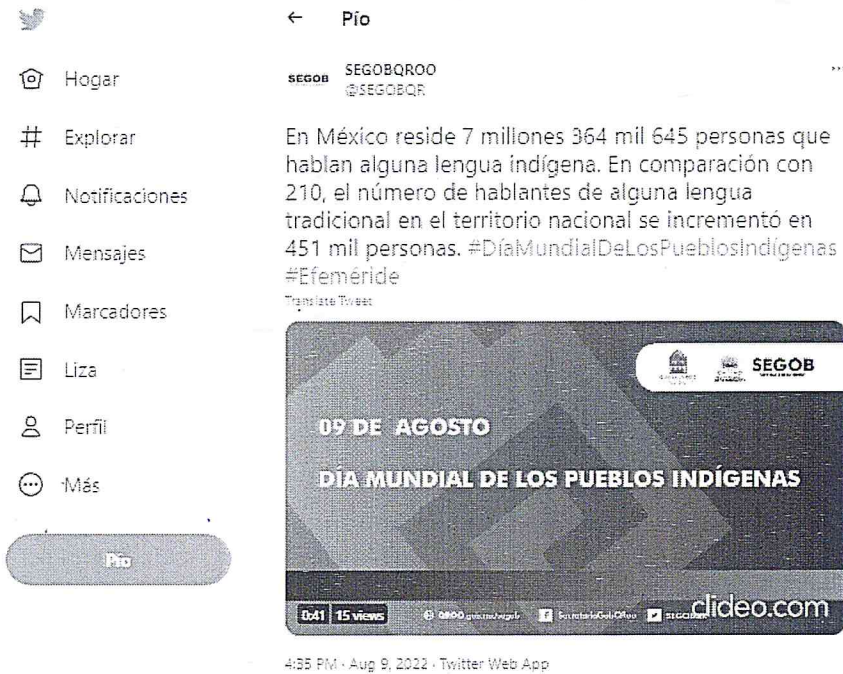 ← Pío
SEGOB SEGOBQROO
@SEGOBQR
Hogar
Explorar
Notificaciones
Mensajes
Marcadores
Liza
Perfil
Más
Pío
En México reside 7 millones 364 mil 645 personas que
hablan alguna lengua indígena. En comparación con
210, el número de hablantes de alguna lengua
tradicional en el territorio nacional se incrementó en
451 mil personas. #DíaMundialDeLosPueblosIndígenas
#Efeméride
Translate Tweet
SEGOB
09 DE AGOSTO
DÍA MUNDIAL DE LOS PUEBLOS INDÍGENAS
0:41 15 views
clideo.com
4:35 PM · Aug 9, 2022 · Twitter Web App